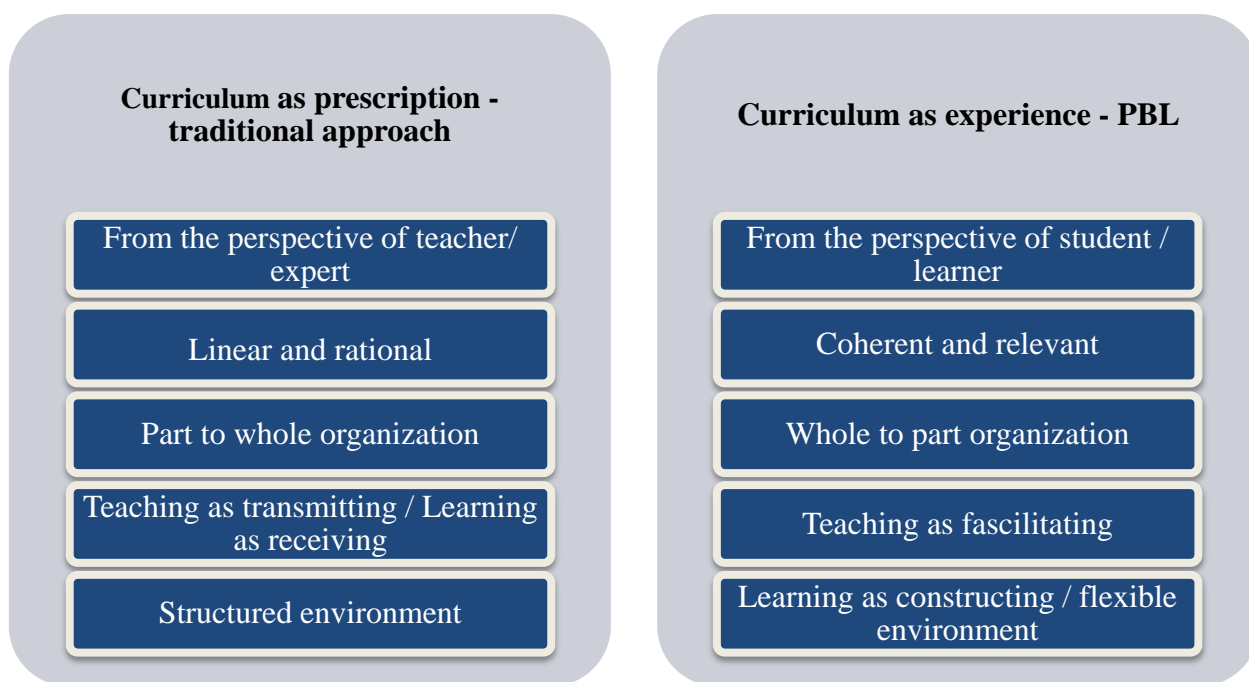 Curriculum as prescription -
traditional approach
From the perspective of teacher/
expert
Linear and rational
Part to whole organization
Teaching as transmitting / Learning
as receiving
Structured environment
Curriculum as experience - PBL
From the perspective of student /
learner
Coherent and relevant
Whole to part organization
Teaching as fascilitating
Learning as constructing / flexible
environment